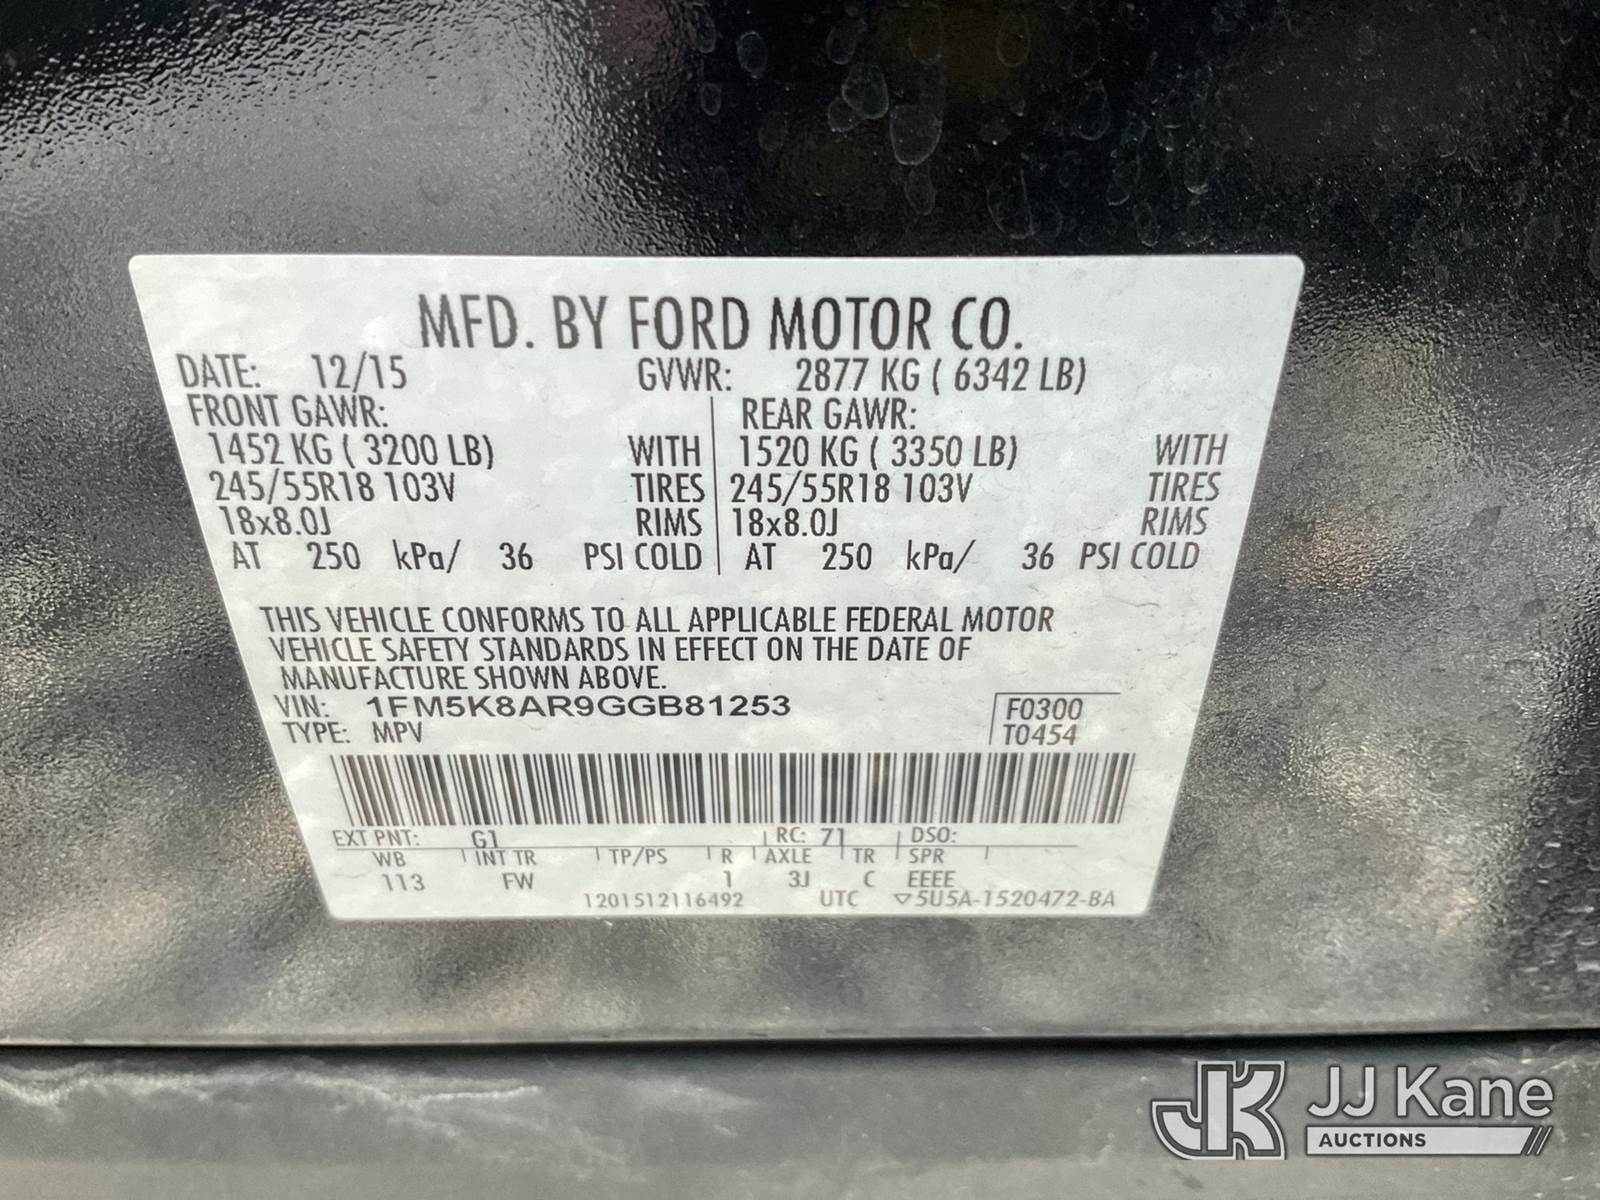 MFD. BY FORD MOTOR CO.
DATE: 12/15 GVWR: 2877 KG ( 6342 LB)
FRONT GAWR: REAR GAWR:
1452 KG ( 3200 LB) WITH 1520 KG ( 3350 LB) WITH
245/55R18 103V TIRES 245/55R18 103V TIRES
18x8.0J RIMS 18x8.0J RIMS
AT 250 kPa/ 36 PSI COLD AT 250 kPa/ 36 PSI COLD
THIS VEHICLE CONFORMS TO ALL APPLICABLE FEDERAL MOTOR
VEHICLE SAFETY STANDARDS IN EFFECT ON THE DATE OF
MANUFACTURE SHOWN ABOVE.
VIN: 1FM5K8AR9GGB81253 F0300
TYPE: MPV T0454
EXT PNT: G1 RC: 71 DSO:
WB INT TR TP/PS R AXLE TR SPR
113 FW 1 3J C EEEE
1201512116492 UTC ▽5U5A-1520472-BA
JK JJ Kane
AUCTIONS